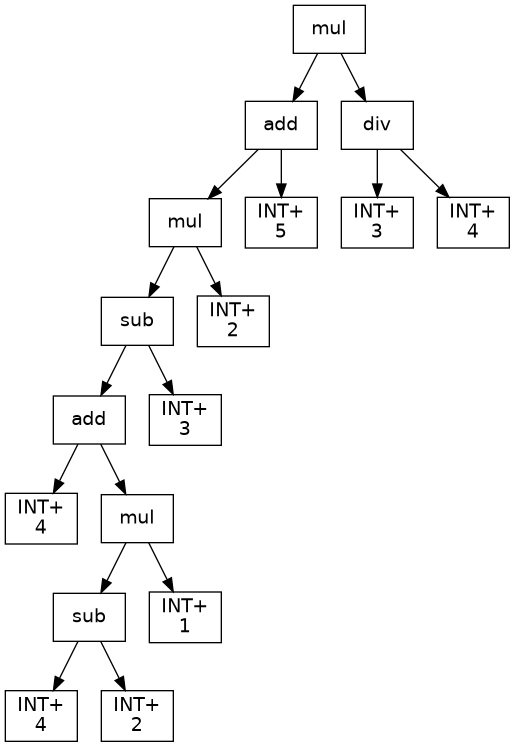 mul
add
div
mul
INT+
5
INT+
3
INT+
4
sub
INT+
2
add
INT+
3
INT+
4
mul
sub
INT+
1
INT+
4
INT+
2